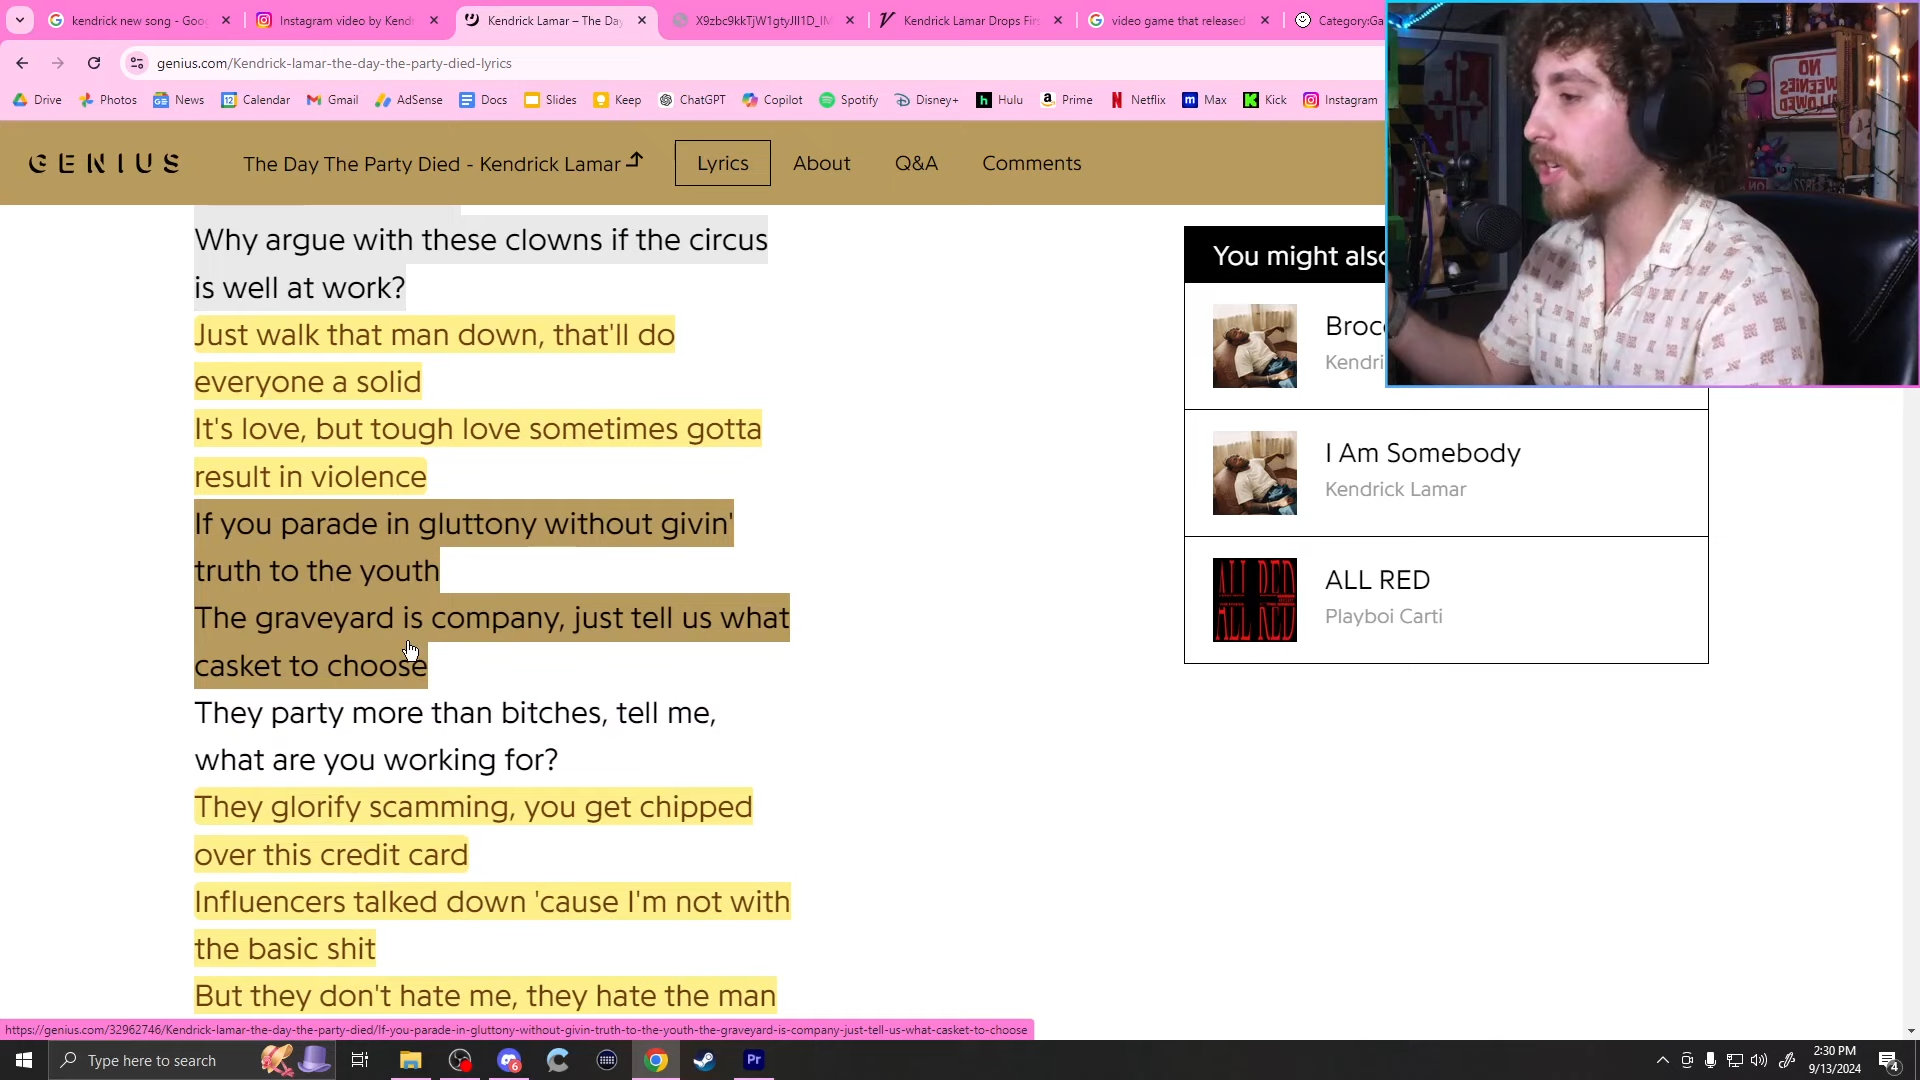 kendrick new song - Goo
Instagram video by Kendr
Kendrick Lamar – The Day
X9zbc9kkTjW1gtyJII1D_IM
Kendrick Lamar Drops Firs
video game that released
Category:Ga
genius.com/Kendrick-lamar-the-day-the-party-died-lyrics
Drive
Photos
News
Calendar
Gmail
AdSense
Docs
Slides
Keep
ChatGPT
Copilot
Spotify
Disney+
Hulu
Prime
Netflix
Max
Kick
Instagram
GENIUS
The Day The Party Died - Kendrick Lamar
Lyrics
About
Q&A
Comments
Why argue with these clowns if the circus
is well at work?
Just walk that man down, that'll do
everyone a solid
It's love, but tough love sometimes gotta
result in violence
If you parade in gluttony without givin'
truth to the youth
The graveyard is company, just tell us what
casket to choose
They party more than bitches, tell me,
what are you working for?
They glorify scamming, you get chipped
over this credit card
Influencers talked down 'cause I'm not with
the basic shit
But they don't hate me, they hate the man
You might also
Broc
Kendri
I Am Somebody
Kendrick Lamar
ALL RED
ALL RED
Playboi Carti
NO
WEENIES
ALLOWED
https://genius.com/32962746/Kendrick-lamar-the-day-the-party-died/If-you-parade-in-gluttony-without-givin-truth-to-the-youth-the-graveyard-is-company-just-tell-us-what-casket-to-choose
Type here to search
6
Pr
2:30 PM
9/13/2024
4